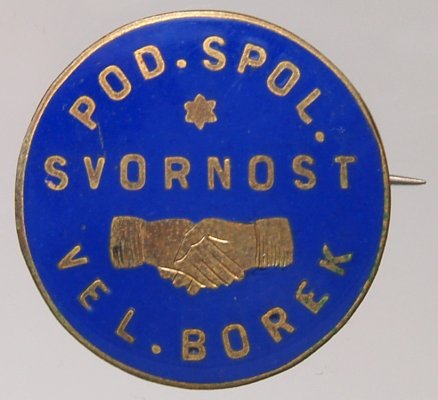 POD. SPOL.
SVORNOST
VEL. BOREK